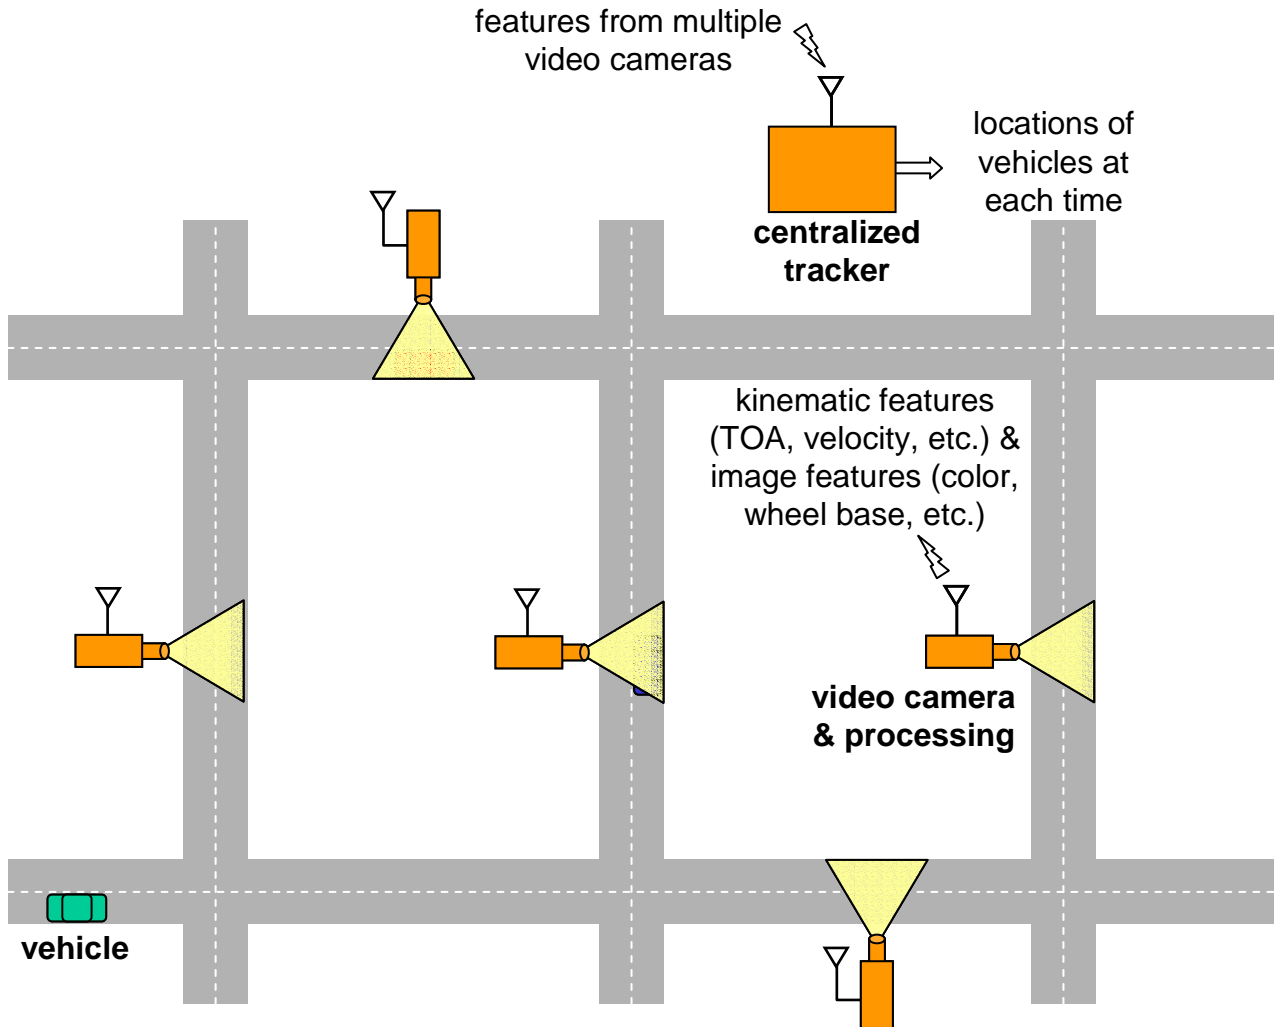 features from multiple
video cameras
locations of
vehicles at
each time
centralized
tracker
kinematic features
(TOA, velocity, etc.) &
image features (color,
wheel base, etc.)
video camera
& processing
vehicle